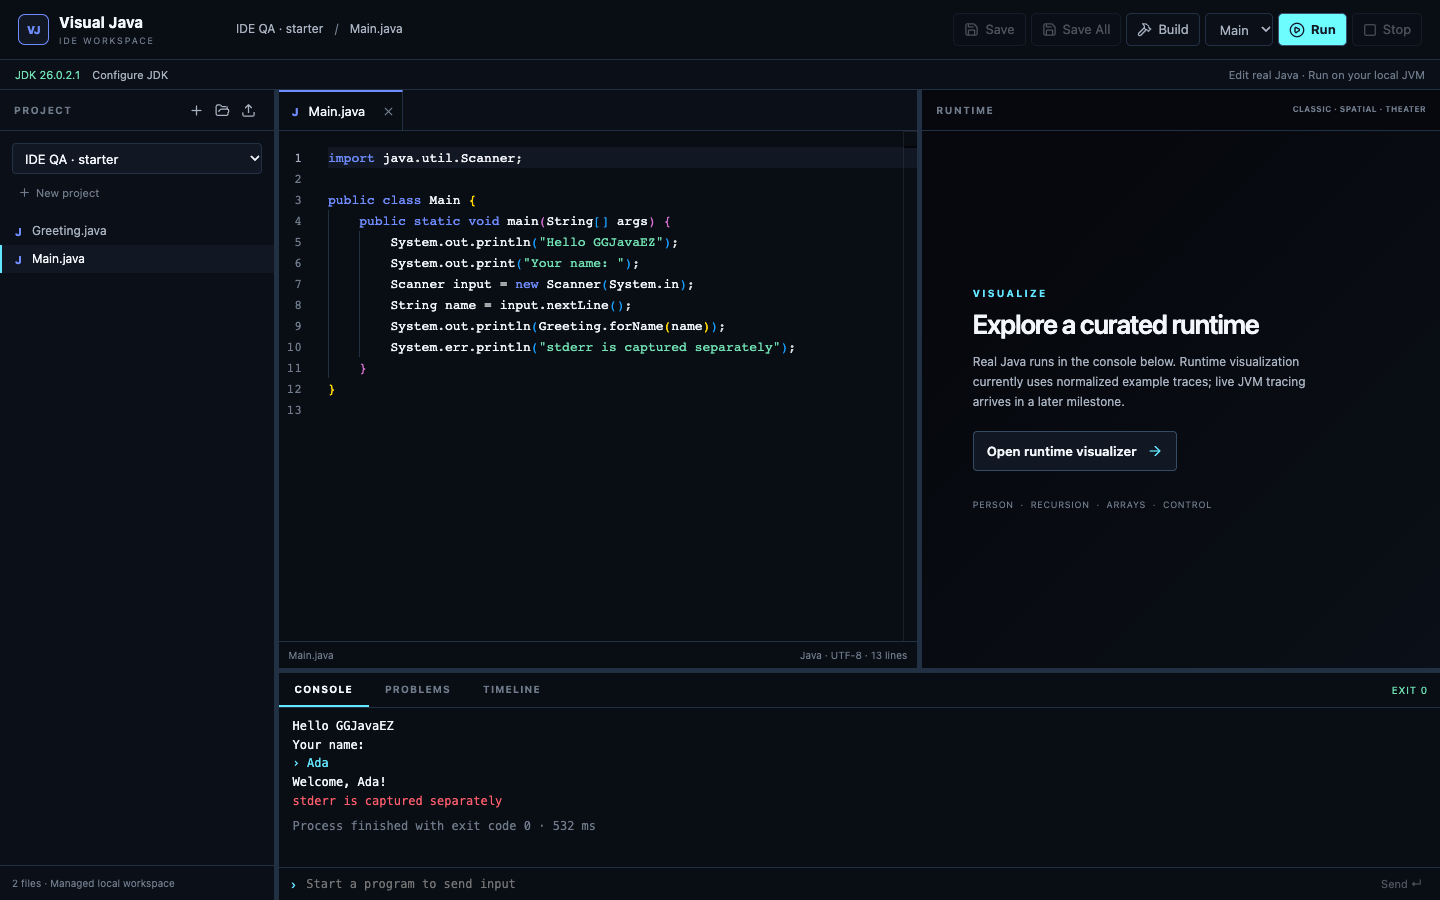 VJ
Visual Java
IDE WORKSPACE
IDE QA · starter / Main.java
Save
Save All
Build
Main
Run
Stop
JDK 26.0.2.1 Configure JDK
Edit real Java · Run on your local JVM
PROJECT
IDE QA · starter
New project
J Greeting.java
J Main.java
2 files · Managed local workspace
J Main.java
1 import java.util.Scanner;
2
3 public class Main {
4     public static void main(String[] args) {
5         System.out.println("Hello GGJavaEZ");
6         System.out.print("Your name: ");
7         Scanner input = new Scanner(System.in);
8         String name = input.nextLine();
9         System.out.println(Greeting.forName(name));
10         System.err.println("stderr is captured separately");
11     }
12 }
13
Main.java
Java · UTF-8 · 13 lines
RUNTIME
CLASSIC · SPATIAL · THEATER
VISUALIZE
Explore a curated runtime
Real Java runs in the console below. Runtime visualization
currently uses normalized example traces; live JVM tracing
arrives in a later milestone.
Open runtime visualizer →
PERSON · RECURSION · ARRAYS · CONTROL
CONSOLE PROBLEMS TIMELINE
EXIT 0
Hello GGJavaEZ
Your name:
› Ada
Welcome, Ada!
stderr is captured separately
Process finished with exit code 0 · 532 ms
› Start a program to send input
Send ↵